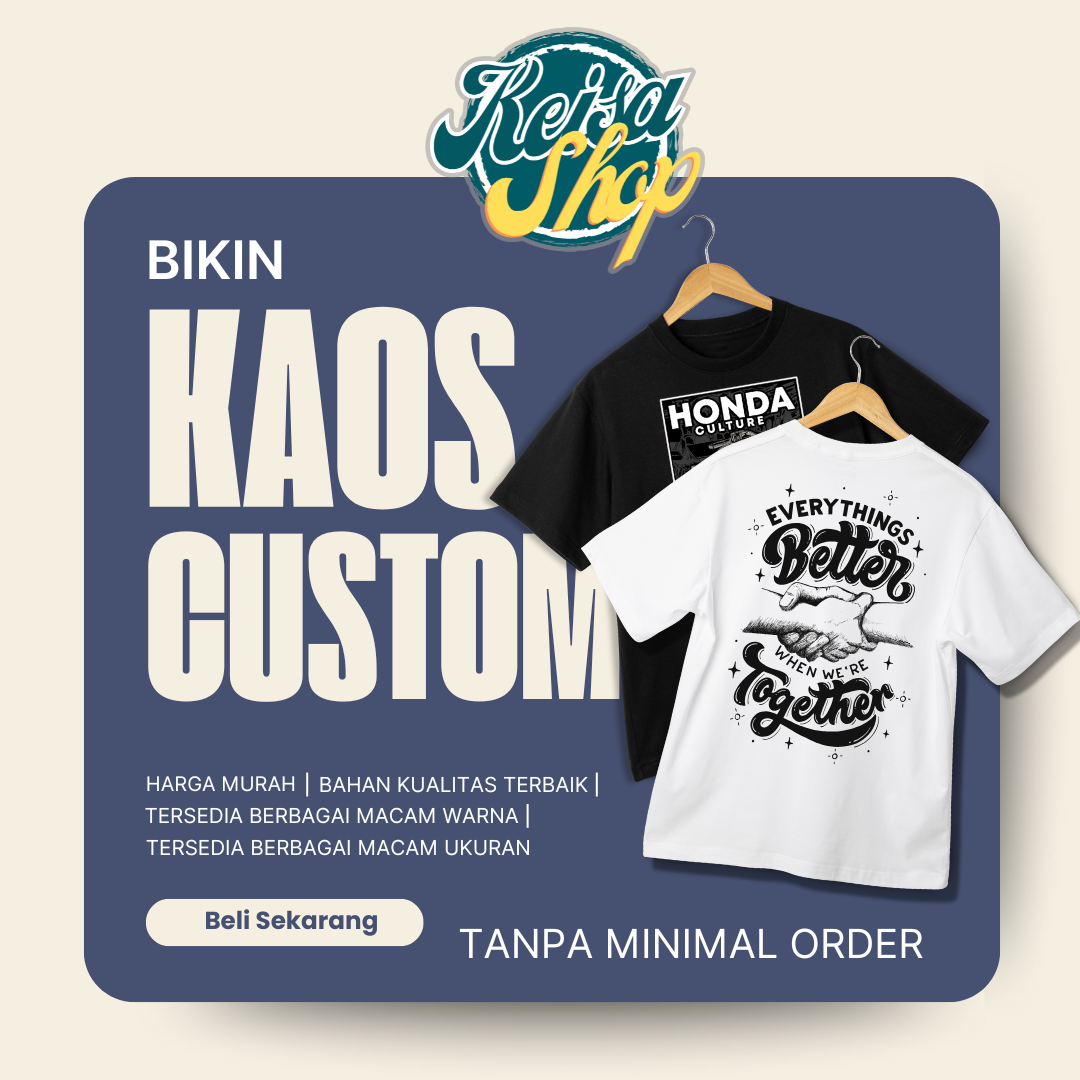 Keisa
Shop
BIKIN
KAOS
CUSTOM
HONDA
CULTURE
EVERYTHINGS
Better
WHEN WE'RE
Together
HARGA MURAH | BAHAN KUALITAS TERBAIK |
TERSEDIA BERBAGAI MACAM WARNA |
TERSEDIA BERBAGAI MACAM UKURAN
Beli Sekarang
TANPA MINIMAL ORDER